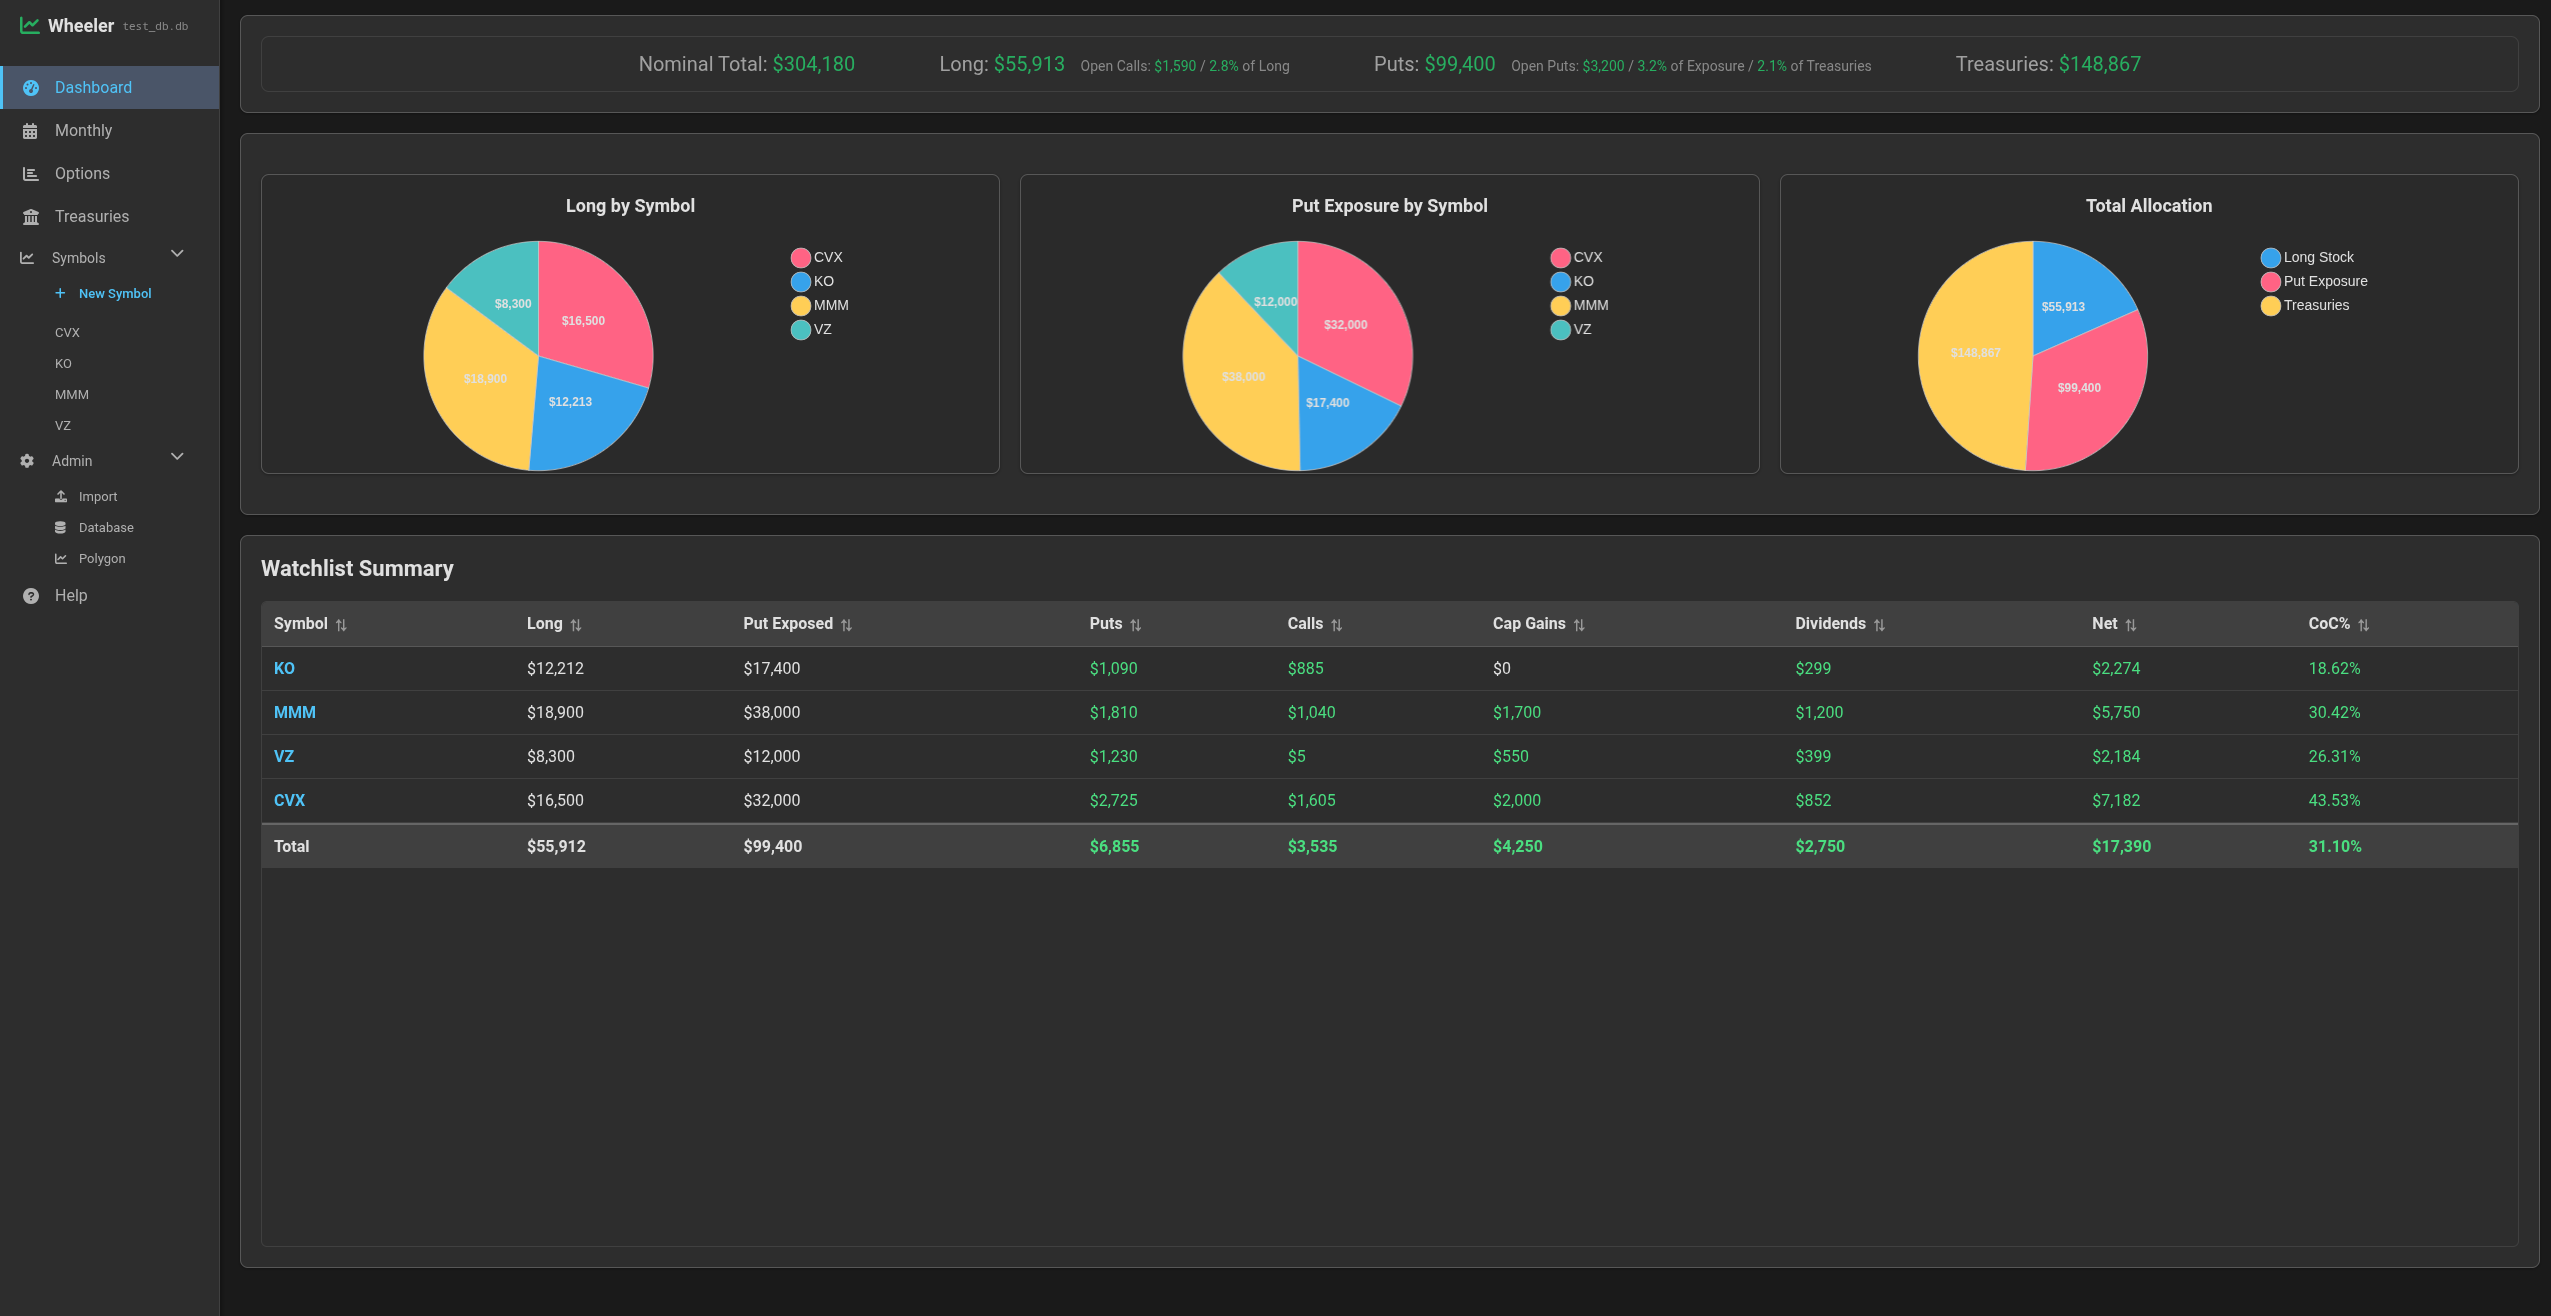 Wheeler test_db.db
Dashboard
Monthly
Options
Treasuries
Symbols
+ New Symbol
CVX
KO
MMM
VZ
Admin
Import
Database
Polygon
Help
Nominal Total: $304,180 Long: $55,913 Open Calls: $1,590 / 2.8% of Long Puts: $99,400 Open Puts: $3,200 / 3.2% of Exposure / 2.1% of Treasuries Treasuries: $148,867
Long by Symbol
$8,300
$16,500
$18,900
$12,213
CVX
KO
MMM
VZ
Put Exposure by Symbol
$12,000
$32,000
$38,000
$17,400
CVX
KO
MMM
VZ
Total Allocation
$55,913
$148,867
$99,400
Long Stock
Put Exposure
Treasuries
Watchlist Summary
Symbol Long Put Exposed Puts Calls Cap Gains Dividends Net CoC%
KO $12,212 $17,400 $1,090 $885 $0 $299 $2,274 18.62%
MMM $18,900 $38,000 $1,810 $1,040 $1,700 $1,200 $5,750 30.42%
VZ $8,300 $12,000 $1,230 $5 $550 $399 $2,184 26.31%
CVX $16,500 $32,000 $2,725 $1,605 $2,000 $852 $7,182 43.53%
Total $55,912 $99,400 $6,855 $3,535 $4,250 $2,750 $17,390 31.10%